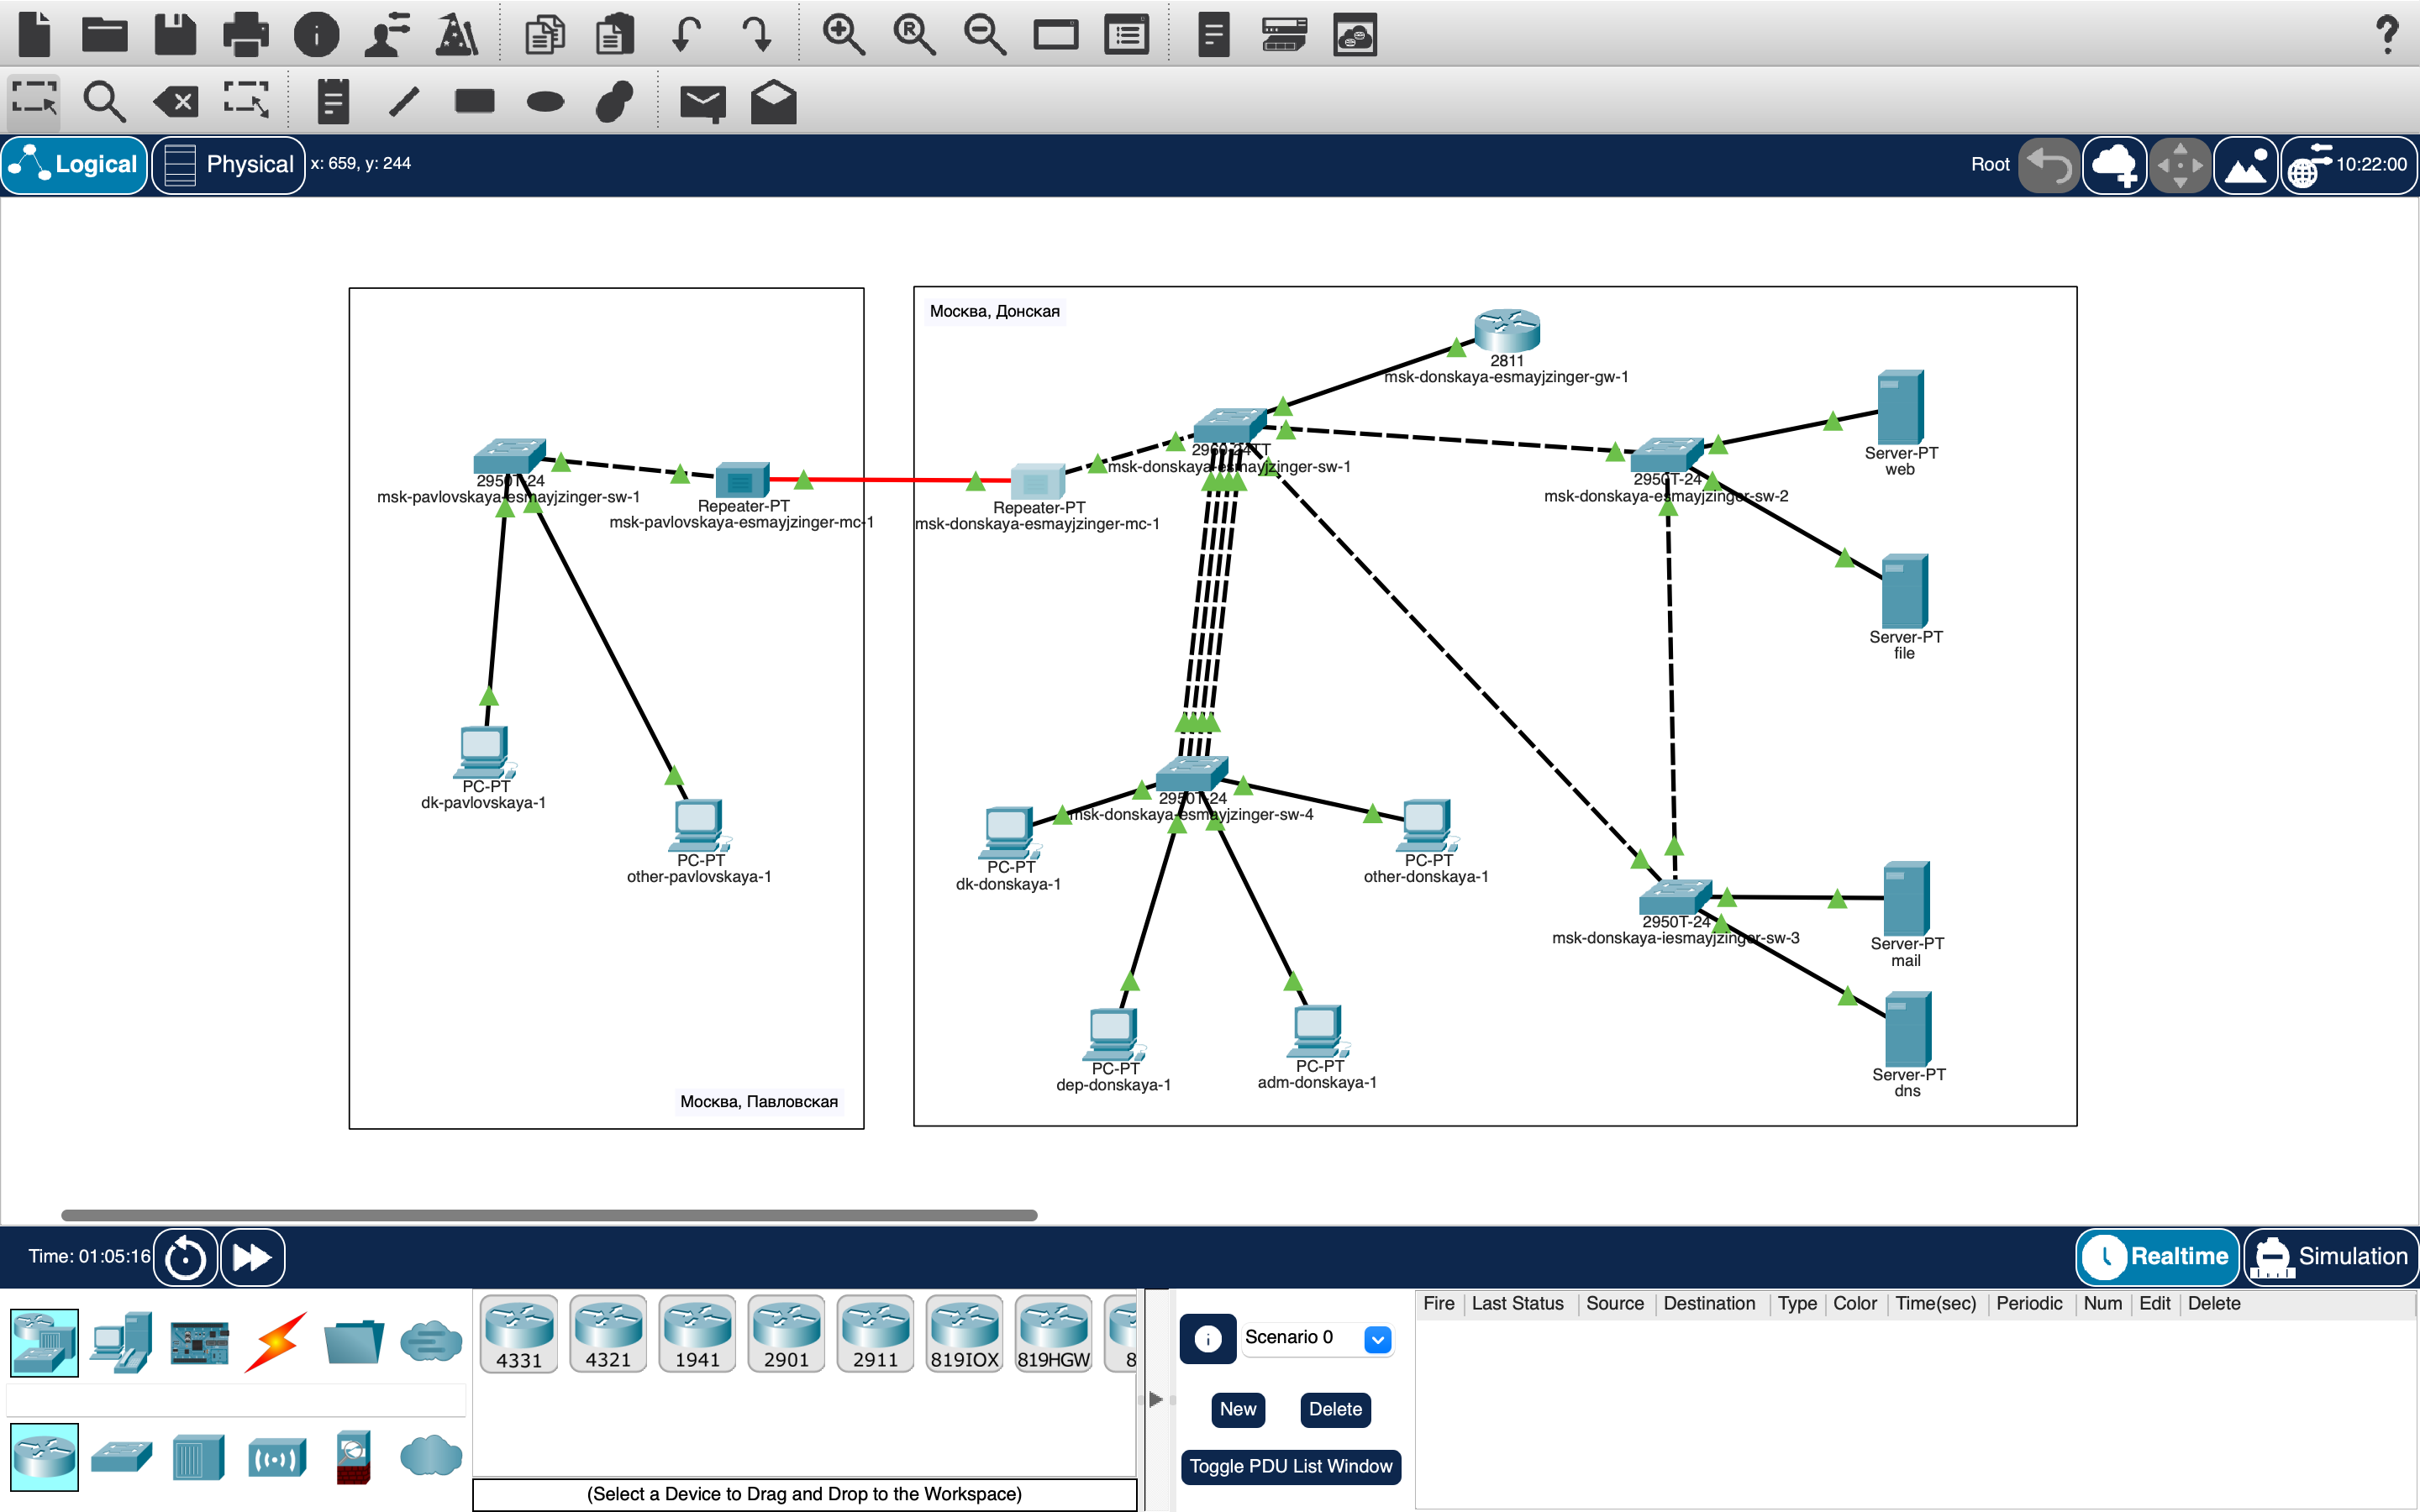 Logical
Physical
x: 659, y: 244
Root
10:22:00
Москва, Донская
2811
msk-donskaya-esmayjzinger-gw-1
2960-24TT
msk-donskaya-esmayjzinger-sw-1
Server-PT
web
2950T-24
msk-donskaya-esmayjzinger-sw-2
2950T-24
msk-pavlovskaya-esmayjzinger-sw-1
Repeater-PT
msk-pavlovskaya-esmayjzinger-mc-1
Repeater-PT
msk-donskaya-esmayjzinger-mc-1
Server-PT
file
PC-PT
dk-pavlovskaya-1
2950T-24
msk-donskaya-esmayjzinger-sw-4
PC-PT
other-pavlovskaya-1
PC-PT
dk-donskaya-1
PC-PT
other-donskaya-1
2950T-24
msk-donskaya-iesmayjzinger-sw-3
Server-PT
mail
PC-PT
dep-donskaya-1
PC-PT
adm-donskaya-1
Server-PT
dns
Москва, Павловская
Time: 01:05:16
Realtime
Simulation
4331
4321
1941
2901
2911
819IOX
819HGW
8
(Select a Device to Drag and Drop to the Workspace)
Scenario 0
New
Delete
Toggle PDU List Window
Fire Last Status Source Destination Type Color Time(sec) Periodic Num Edit Delete